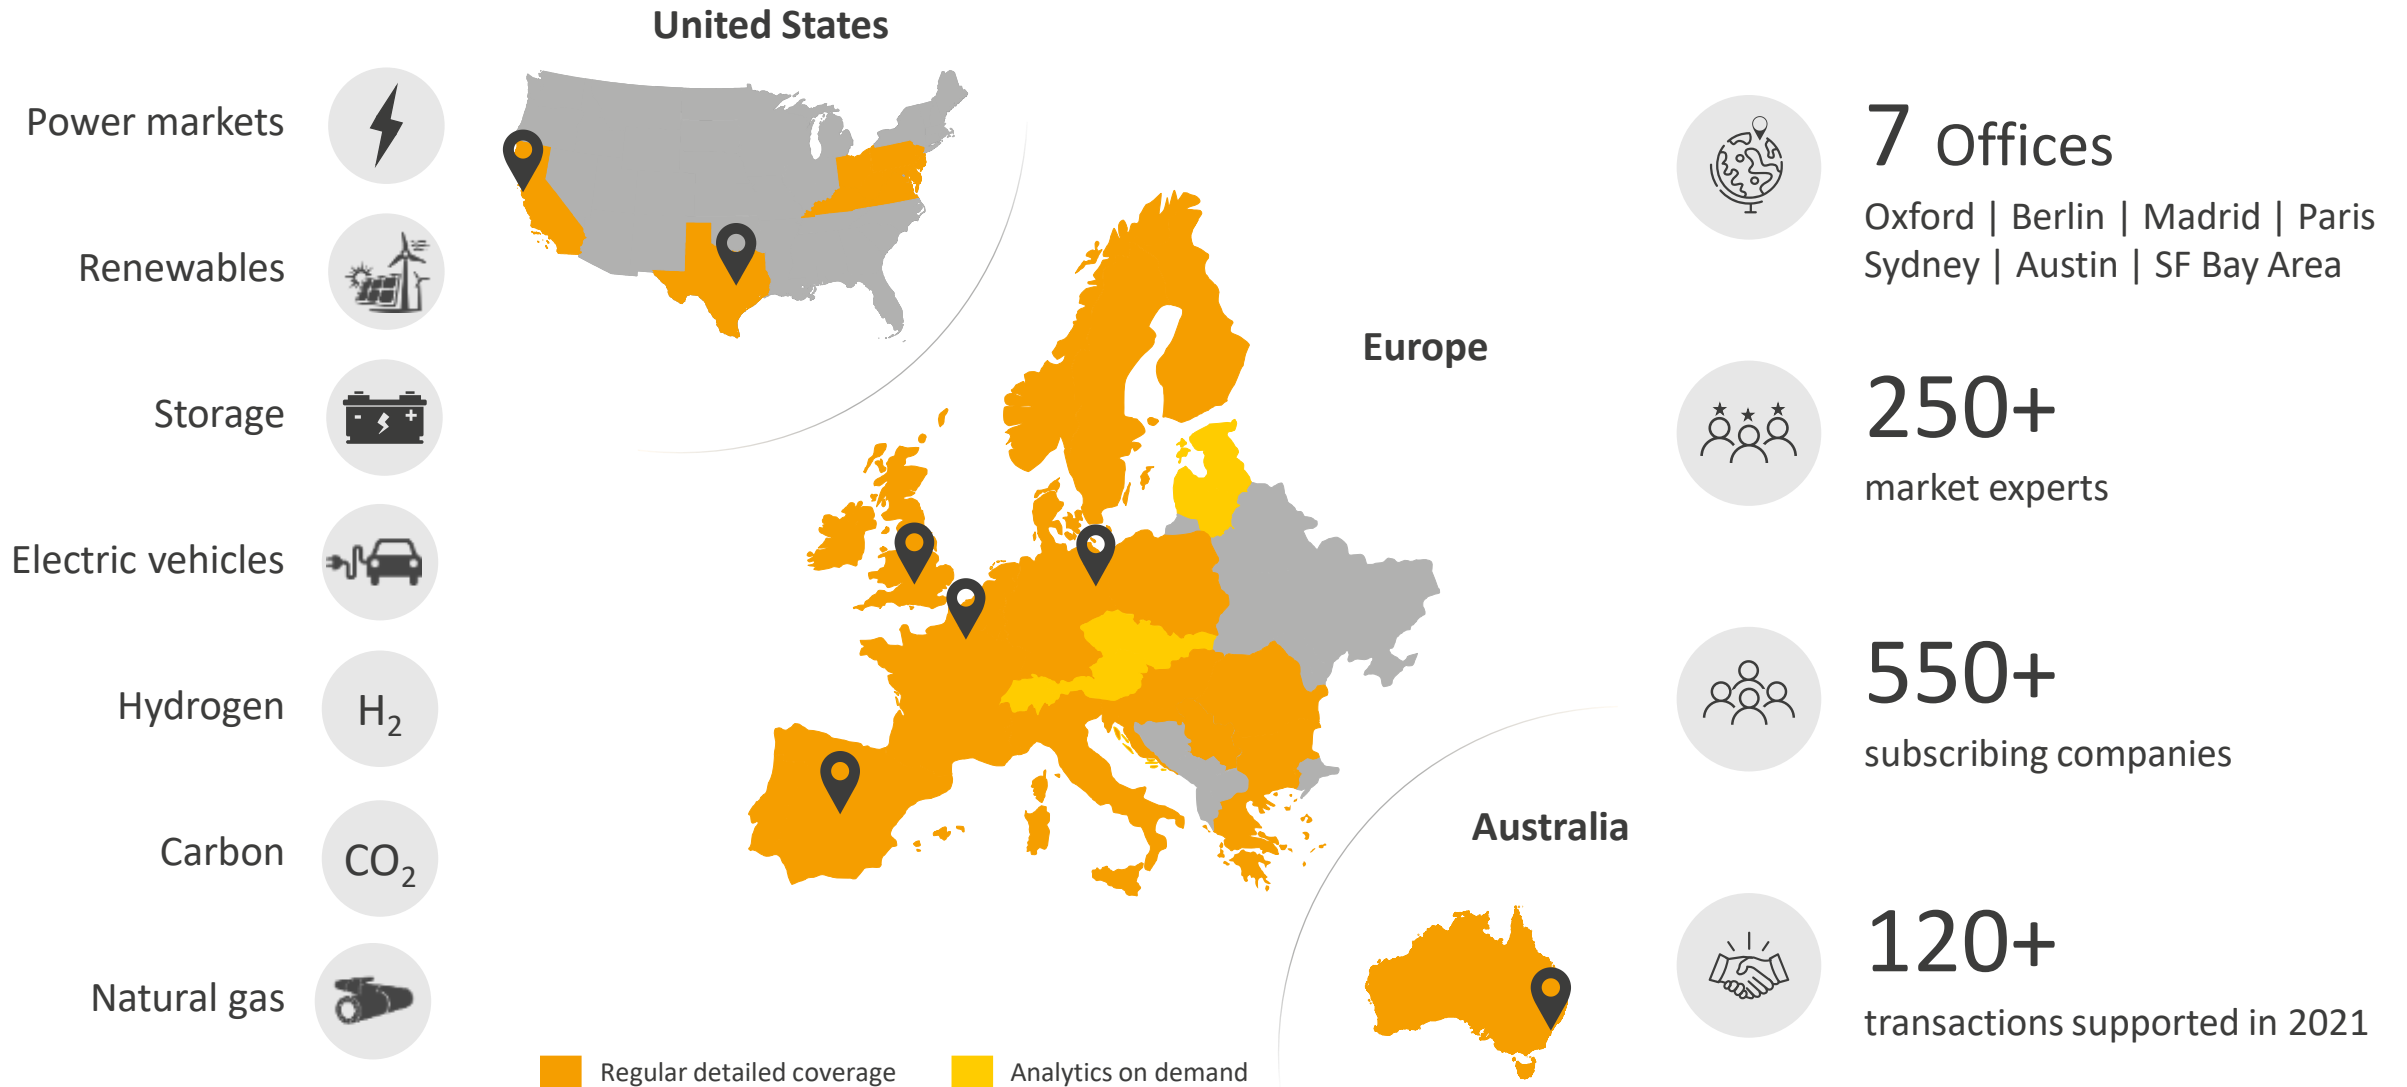 United States
Power markets
Renewables
Storage
Electric vehicles
Hydrogen
H₂
Carbon
CO₂
Natural gas
Europe
Australia
Regular detailed coverage
Analytics on demand
7 Offices
Oxford | Berlin | Madrid | Paris
Sydney | Austin | SF Bay Area
250+
market experts
550+
subscribing companies
120+
transactions supported in 2021